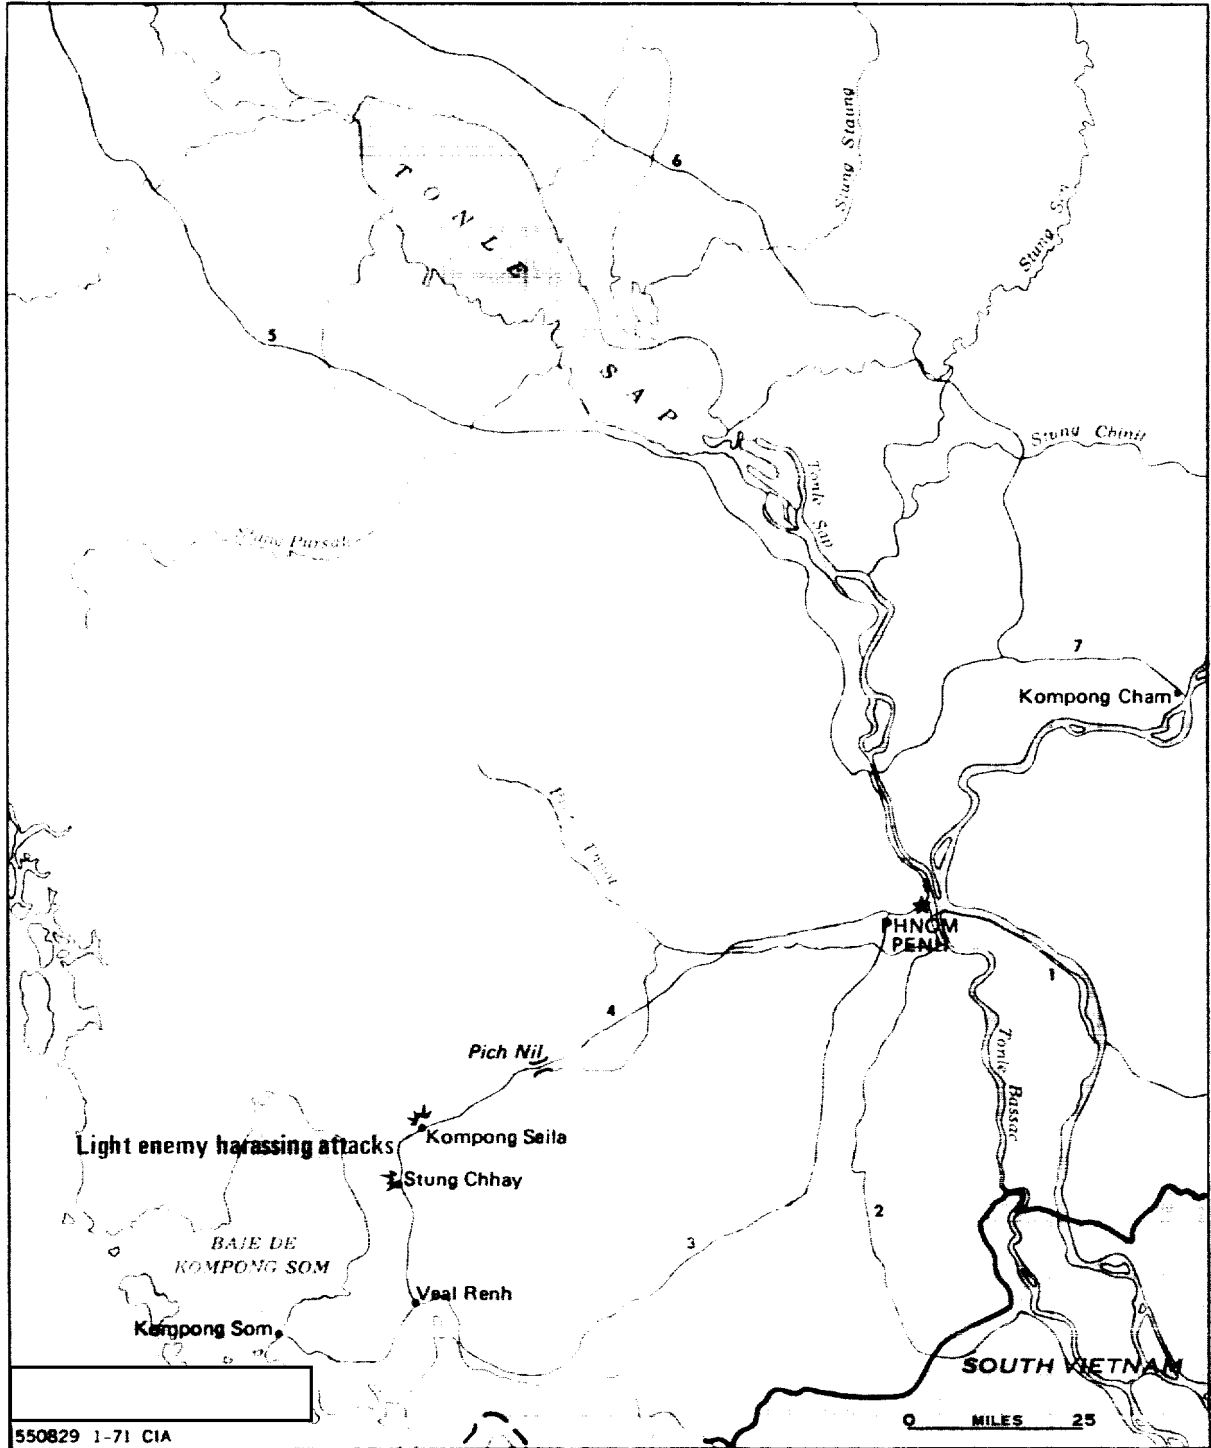 6
Stung Staung
Stung Sen
TONLE
5
SAP
Stung Chinit
Tonle Sap
Stung Pursat
7
Kompong Cham
PHNOM
PENH
1
4
Pich Nil
Tonle Bassac
Light enemy harassing attacks
Kompong Seila
Stung Chhay
2
BAIE DE
KOMPONG SOM
3
Veal Renh
Kompong Som
SOUTH VIETNAM
0 MILES 25
550829 1-71 CIA